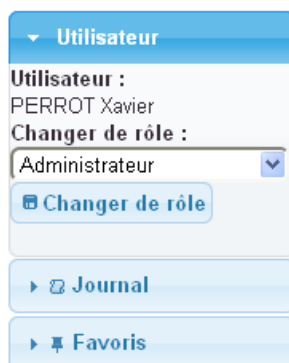 Utilisateur
Utilisateur :
PERROT Xavier
Changer de rôle :
Administrateur
Changer de rôle
Journal
Favoris